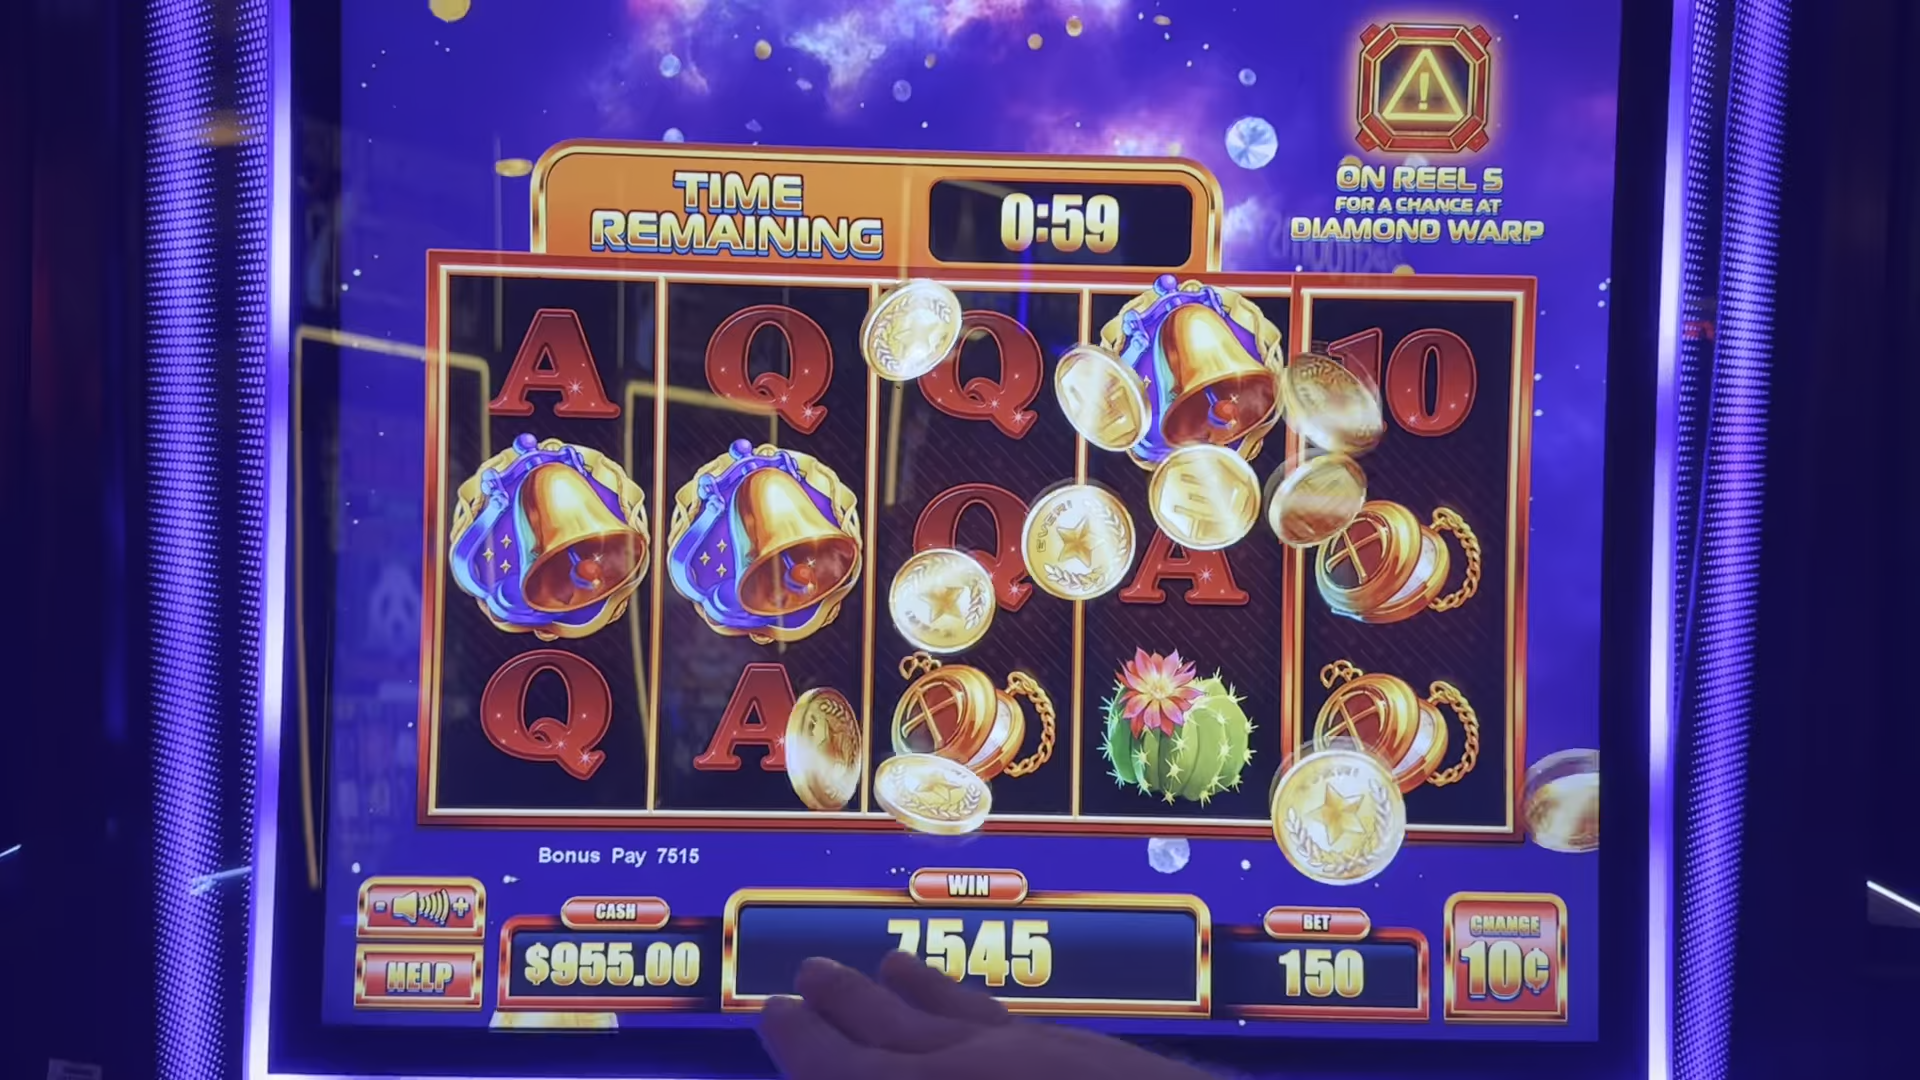 ON REEL 5
FOR A CHANCE AT
DIAMOND WARP
TIME
REMAINING
0:59
A
Q
Q
10
Q
A
Q
A
EVERI
Bonus Pay 7515
- +
HELP
CASH
$955.00
WIN
7545
BET
150
CHANGE
10¢